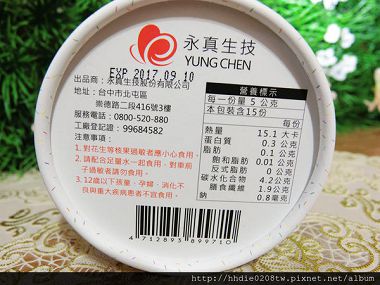 永真生技
YUNG CHEN
EXP 2017 09 10
出品商：永真生技股份有限公司
地址：台中市北屯區
崇德路二段416號3樓
服務電話：0800-520-880
工廠登記證：99684582
注意事項：
1.對花生等核果過敏者應小心食用。
2.請配合足量水一起食用，對車前
子過敏者請勿食用。
3.12歲以下孩童、孕婦、消化不
良與重大疾病患者不宜食用。
營養標示
每一份量 5 公克
本包裝含15份
每份
熱量 15.1 大卡
蛋白質 0.3 公克
脂肪 0.1 公克
飽和脂肪 0.01 公克
反式脂肪 0 公克
碳水化合物 4.2公克
膳食纖維 1.9公克
鈉 0.8毫克
4 712893 899710
http://hhdie0208tw.pixnet.net/album